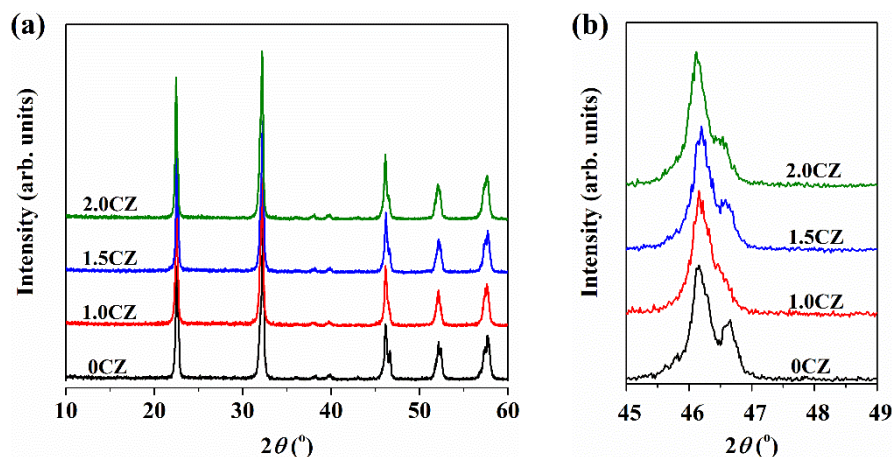 (a)
Intensity (arb. units)
2.0CZ
1.5CZ
1.0CZ
0CZ
10 20 30 40 50 60
2θ (°)
(b)
Intensity (arb. units)
2.0CZ
1.5CZ
1.0CZ
0CZ
45 46 47 48 49
2θ (°)